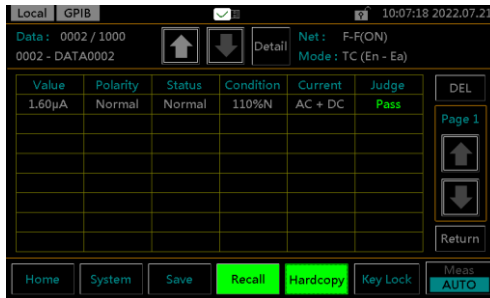 Local GPIB 10:07:18 2022.07.21
Data : 0002 / 1000 Net : F-F(ON)
0002 - DATA0002 Detail Mode : TC (En - Ea)
Value Polarity Status Condition Current Judge DEL
1.60μA Normal Normal 110%N AC + DC Pass
Page 1
Return
Home System Save Recall Hardcopy Key Lock Meas
AUTO